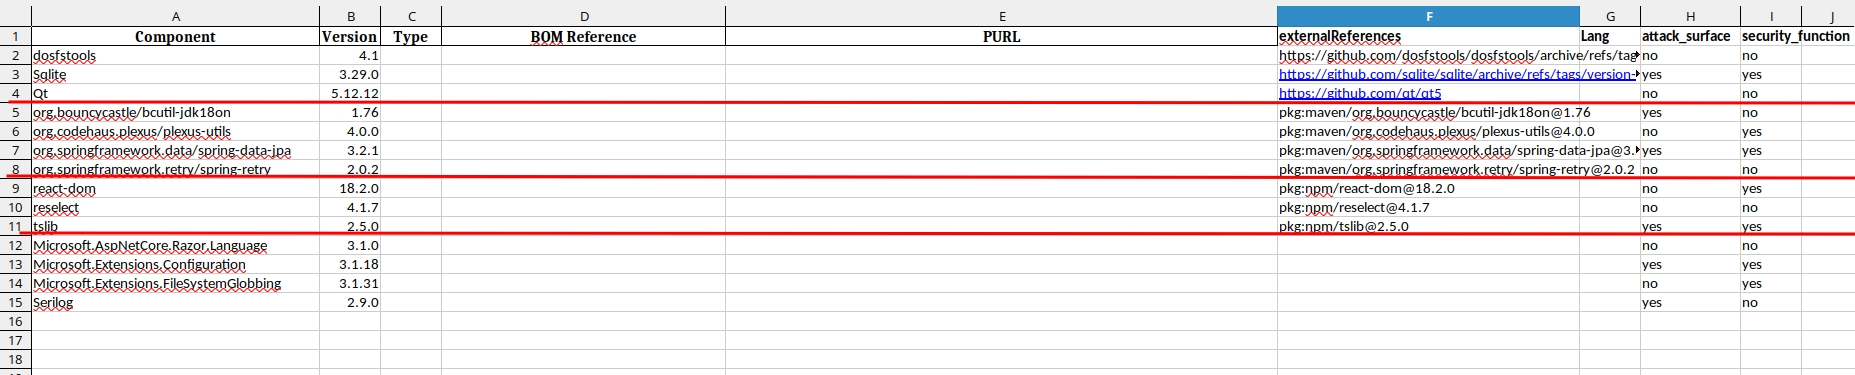 A B C D E F G H I J
1 Component Version Type BOM Reference PURL externalReferences Lang attack_surface security_function
2 dosfstools 4.1 https://github.com/dosfstools/dosfstools/archive/refs/tag no no
3 Sqlite 3.29.0 https://github.com/sqlite/sqlite/archive/refs/tags/version- yes yes
4 Qt 5.12.12 https://github.com/qt/qt5 no no
5 org.bouncycastle/bcutil-jdk18on 1.76 pkg:maven/org.bouncycastle/bcutil-jdk18on@1.76 yes no
6 org.codehaus.plexus/plexus-utils 4.0.0 pkg:maven/org.codehaus.plexus/plexus-utils@4.0.0 no yes
7 org.springframework.data/spring-data-jpa 3.2.1 pkg:maven/org.springframework.data/spring-data-jpa@3. yes yes
8 org.springframework.retry/spring-retry 2.0.2 pkg:maven/org.springframework.retry/spring-retry@2.0.2 no no
9 react-dom 18.2.0 pkg:npm/react-dom@18.2.0 no yes
10 reselect 4.1.7 pkg:npm/reselect@4.1.7 no no
11 tslib 2.5.0 pkg:npm/tslib@2.5.0 yes yes
12 Microsoft.AspNetCore.Razor.Language 3.1.0 no no
13 Microsoft.Extensions.Configuration 3.1.18 yes yes
14 Microsoft.Extensions.FileSystemGlobbing 3.1.31 no yes
15 Serilog 2.9.0 yes no
16
17
18